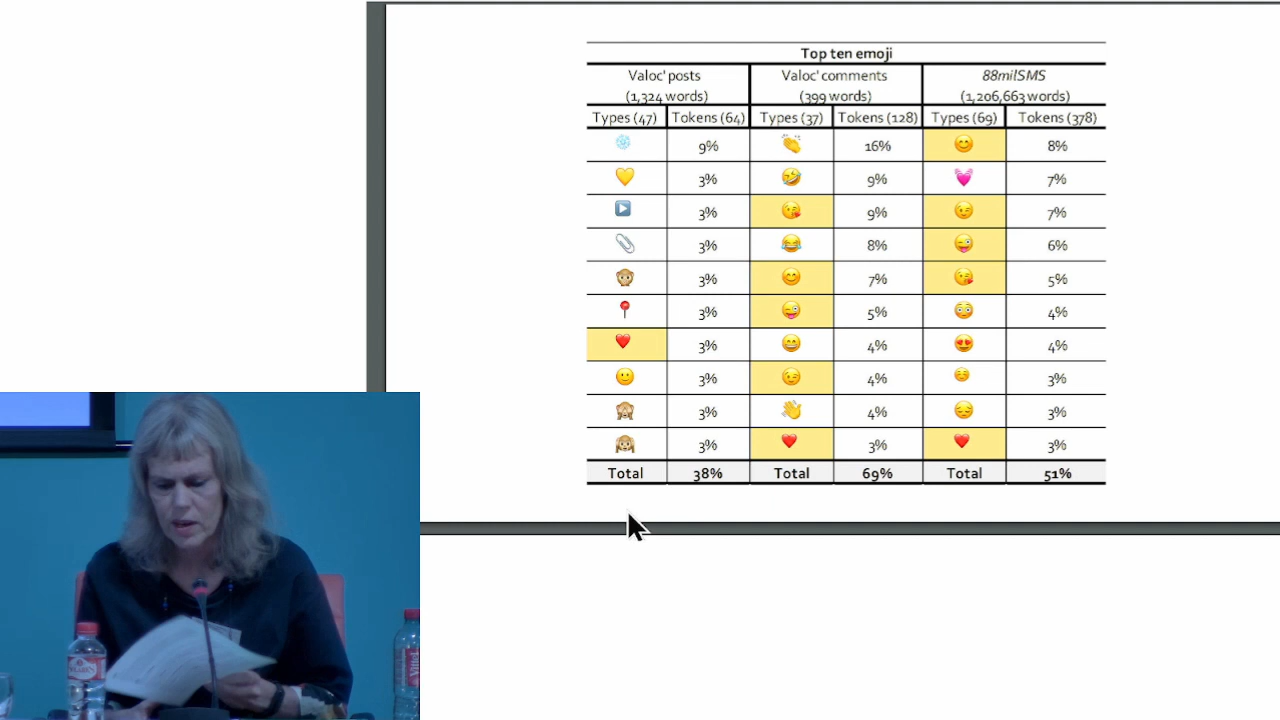 Top ten emoji
Valoc' posts Valoc' comments 88milSMS
(1,324 words) (399 words) (1,206,663 words)
Types (47) Tokens (64) Types (37) Tokens (128) Types (69) Tokens (378)
❄️ 9% 👏 16% 😊 8%
💛 3% 🤣 9% 💓 7%
▶️ 3% 😘 9% 😉 7%
📎 3% 😂 8% 😜 6%
🐵 3% 😊 7% 😘 5%
📍 3% 😜 5% 😳 4%
❤️ 3% 😄 4% 😍 4%
🙂 3% 😉 4% ☺️ 3%
🙈 3% 👋 4% 😔 3%
🙉 3% ❤️ 3% ❤️ 3%
Total 38% Total 69% Total 51%